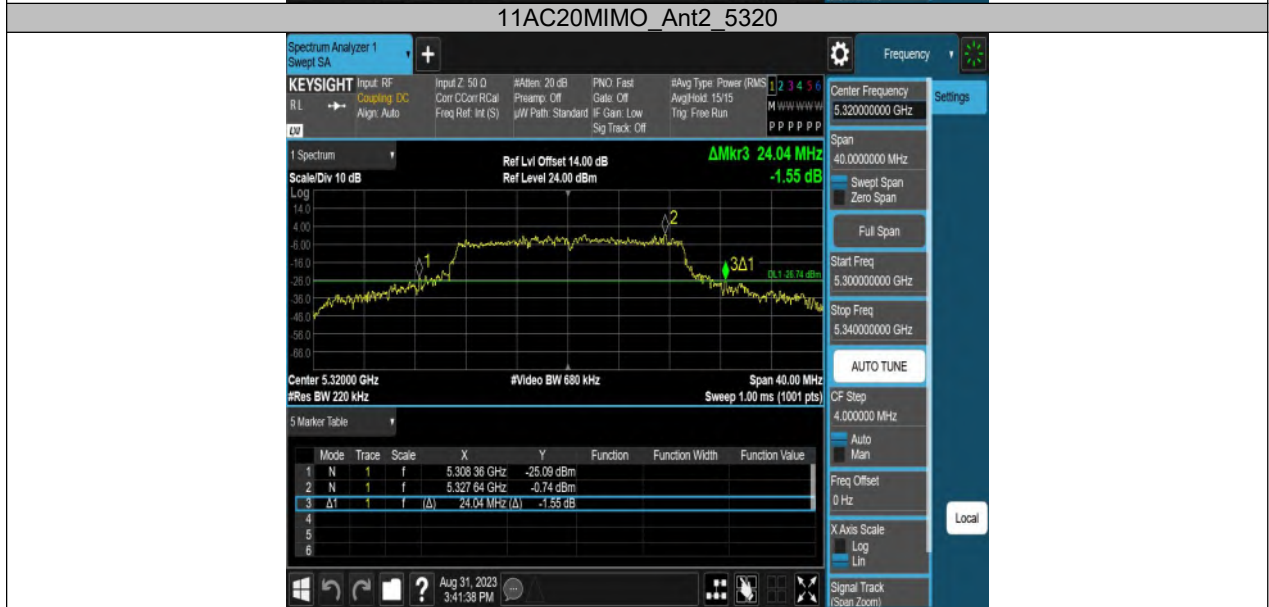 11AC20MIMO_Ant2_5320
Spectrum Analyzer 1
Swept SA
+
Frequency
KEYSIGHT
RL
Input: RF
Coupling: DC
Align: Auto
Input Z: 50 Ω
Corr CCorr RCal
Freq Ref: Int (S)
#Atten: 20 dB
Preamp: Off
µW Path: Standard
PNO: Fast
Gate: Off
IF Gain: Low
Sig Track: Off
#Avg Type: Power (RMS
Avg|Hold: 15/15
Trig: Free Run
1 2 3 4 5 6
M W W W W W
P P P P P P
1 Spectrum
Scale/Div 10 dB
Ref Lvl Offset 14.00 dB
Ref Level 24.00 dBm
ΔMkr3 24.04 MHz
-1.55 dB
Log
14.0
4.00
-6.00
-16.0
-26.0
-36.0
-46.0
-56.0
-66.0
1
2
3Δ1
DL1 -26.74 dBm
Center 5.32000 GHz
#Video BW 680 kHz
Span 40.00 MHz
#Res BW 220 kHz
Sweep 1.00 ms (1001 pts)
5 Marker Table
Mode Trace Scale X Y Function Function Width Function Value
1 N 1 f 5.308 36 GHz -25.09 dBm
2 N 1 f 5.327 64 GHz -0.74 dBm
3 Δ1 1 f (Δ) 24.04 MHz (Δ) -1.55 dB
4
5
6
?
Aug 31, 2023
3:41:38 PM
Center Frequency
5.320000000 GHz
Settings
Span
40.0000000 MHz
Swept Span
Zero Span
Full Span
Start Freq
5.300000000 GHz
Stop Freq
5.340000000 GHz
AUTO TUNE
CF Step
4.000000 MHz
Auto
Man
Freq Offset
0 Hz
X Axis Scale
Log
Lin
Local
Signal Track
(Span Zoom)